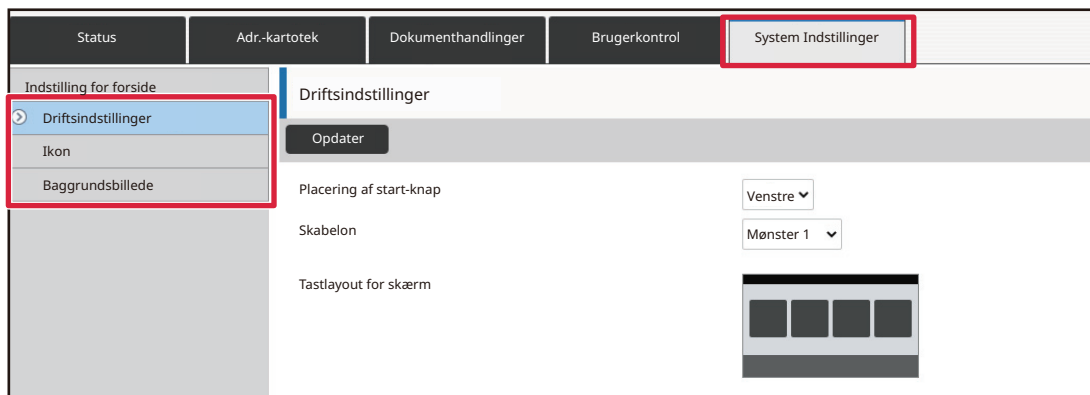 Status
Adr.-kartotek
Dokumenthandlinger
Brugerkontrol
System Indstillinger
Indstilling for forside
Driftsindstillinger
Ikon
Baggrundsbillede
Driftsindstillinger
Opdater
Placering af start-knap
Venstre
Skabelon
Mønster 1
Tastlayout for skærm